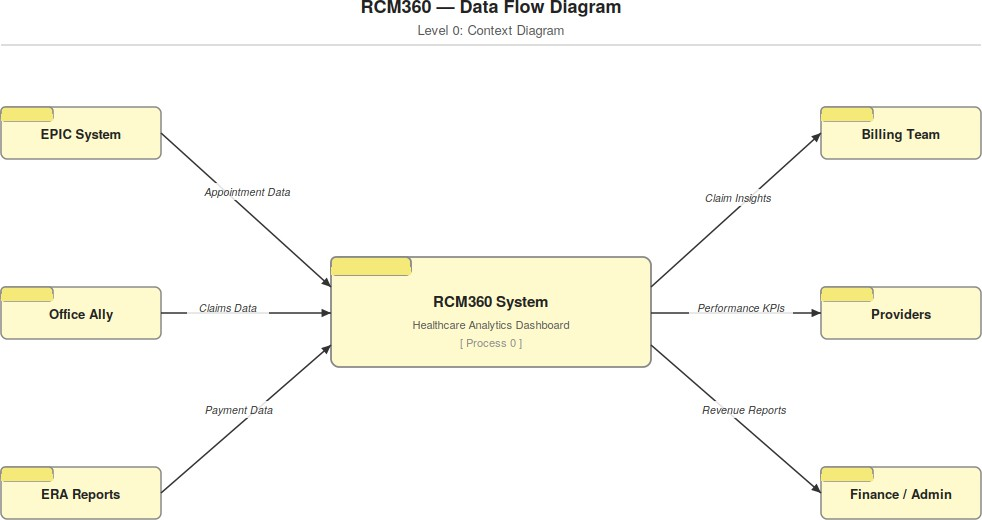 RCM360 — Data Flow Diagram
Level 0: Context Diagram
EPIC System
Billing Team
Appointment Data
Claim Insights
RCM360 System
Healthcare Analytics Dashboard
[ Process 0 ]
Office Ally
Claims Data
Performance KPIs
Providers
Payment Data
Revenue Reports
ERA Reports
Finance / Admin